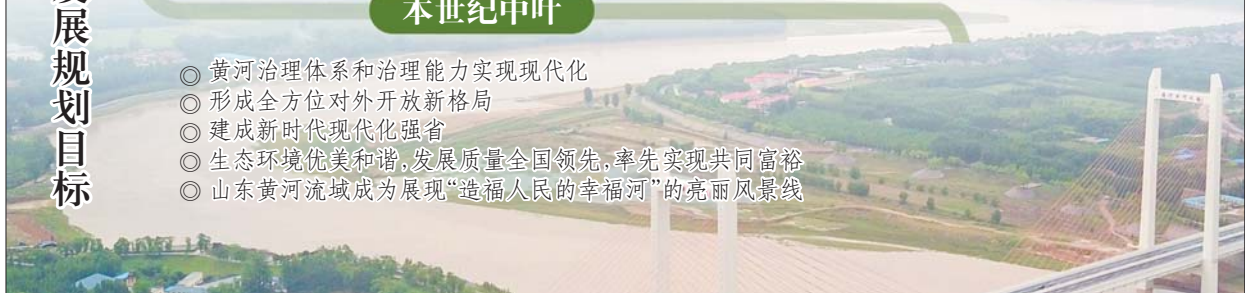 展规划目标
本世纪中叶
◎ 黄河治理体系和治理能力实现现代化
◎ 形成全方位对外开放新格局
◎ 建成新时代现代化强省
◎ 生态环境优美和谐,发展质量全国领先,率先实现共同富裕
◎ 山东黄河流域成为展现“造福人民的幸福河”的亮丽风景线